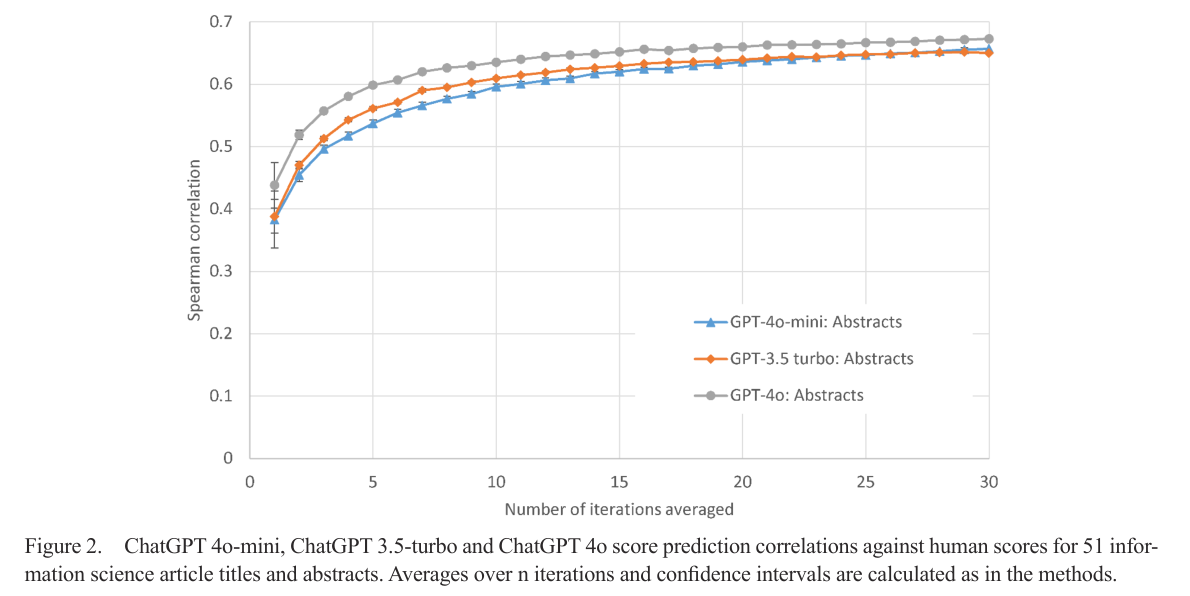 0.7
0.6
0.5
0.4
0.3
0.2
0.1
0
Spearman correlation
GPT-4o-mini: Abstracts
GPT-3.5 turbo: Abstracts
GPT-4o: Abstracts
0 5 10 15 20 25 30
Number of iterations averaged
Figure 2. ChatGPT 4o-mini, ChatGPT 3.5-turbo and ChatGPT 4o score prediction correlations against human scores for 51 infor-
mation science article titles and abstracts. Averages over n iterations and confidence intervals are calculated as in the methods.